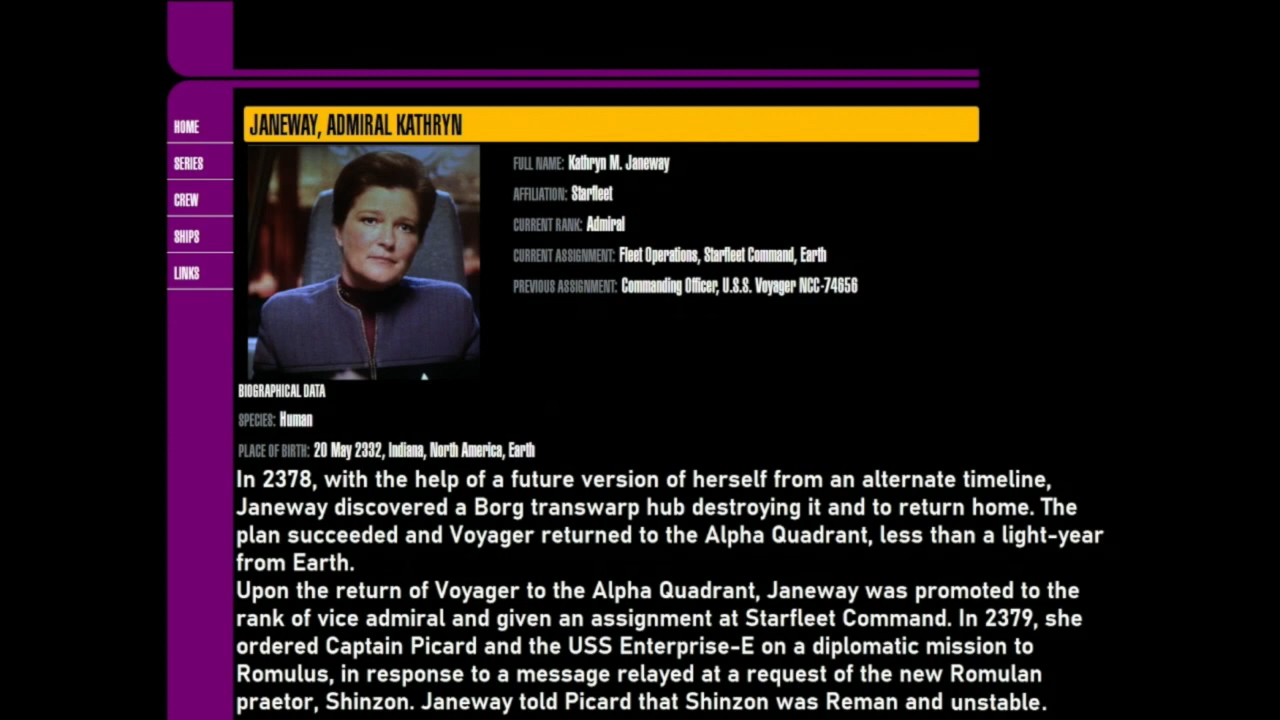 JANEWAY, ADMIRAL KATHRYN
HOME
SERIES
CREW
SHIPS
LINKS
FULL NAME: Kathryn M. Janeway
AFFILIATION: Starfleet
CURRENT RANK: Admiral
CURRENT ASSIGNMENT: Fleet Operations, Starfleet Command, Earth
PREVIOUS ASSIGNMENT: Commanding Officer, U.S.S. Voyager NCC-74656
BIOGRAPHICAL DATA
SPECIES: Human
PLACE OF BIRTH: 20 May 2332, Indiana, North America, Earth
In 2378, with the help of a future version of herself from an alternate timeline,
Janeway discovered a Borg transwarp hub destroying it and to return home. The
plan succeeded and Voyager returned to the Alpha Quadrant, less than a light-year
from Earth.
Upon the return of Voyager to the Alpha Quadrant, Janeway was promoted to the
rank of vice admiral and given an assignment at Starfleet Command. In 2379, she
ordered Captain Picard and the USS Enterprise-E on a diplomatic mission to
Romulus, in response to a message relayed at a request of the new Romulan
praetor, Shinzon. Janeway told Picard that Shinzon was Reman and unstable.